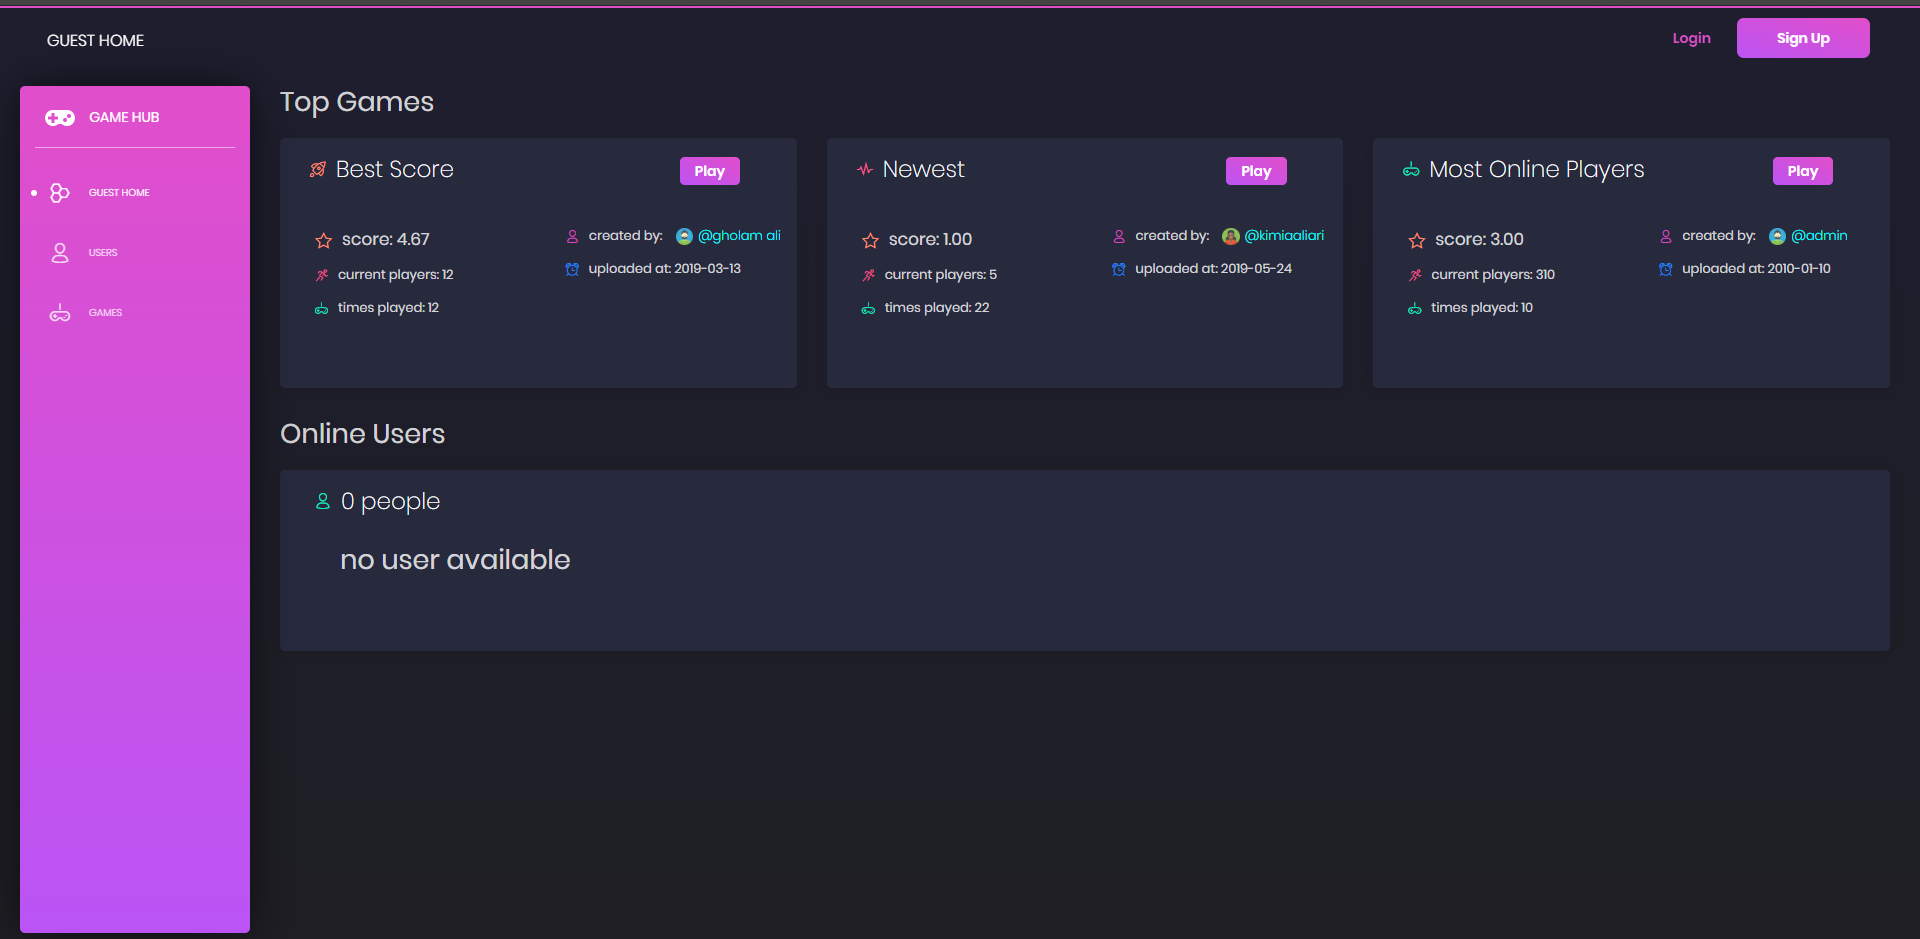 GUEST HOME
Login
Sign Up
GAME HUB
GUEST HOME
USERS
GAMES
Top Games
Best Score
Play
score: 4.67
current players: 12
times played: 12
created by: @gholam ali
uploaded at: 2019-03-13
Newest
Play
score: 1.00
current players: 5
times played: 22
created by: @kimiaaliari
uploaded at: 2019-05-24
Most Online Players
Play
score: 3.00
current players: 310
times played: 10
created by: @admin
uploaded at: 2010-01-10
Online Users
0 people
no user available